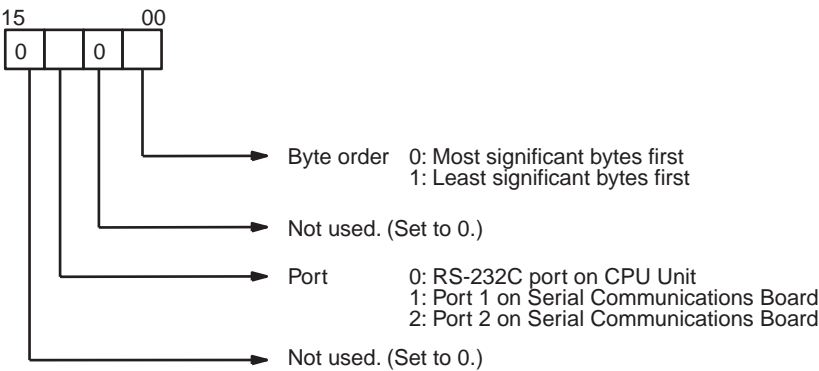 15 00
0 0
Byte order 0: Most significant bytes first
1: Least significant bytes first
Not used. (Set to 0.)
Port 0: RS-232C port on CPU Unit
1: Port 1 on Serial Communications Board
2: Port 2 on Serial Communications Board
Not used. (Set to 0.)